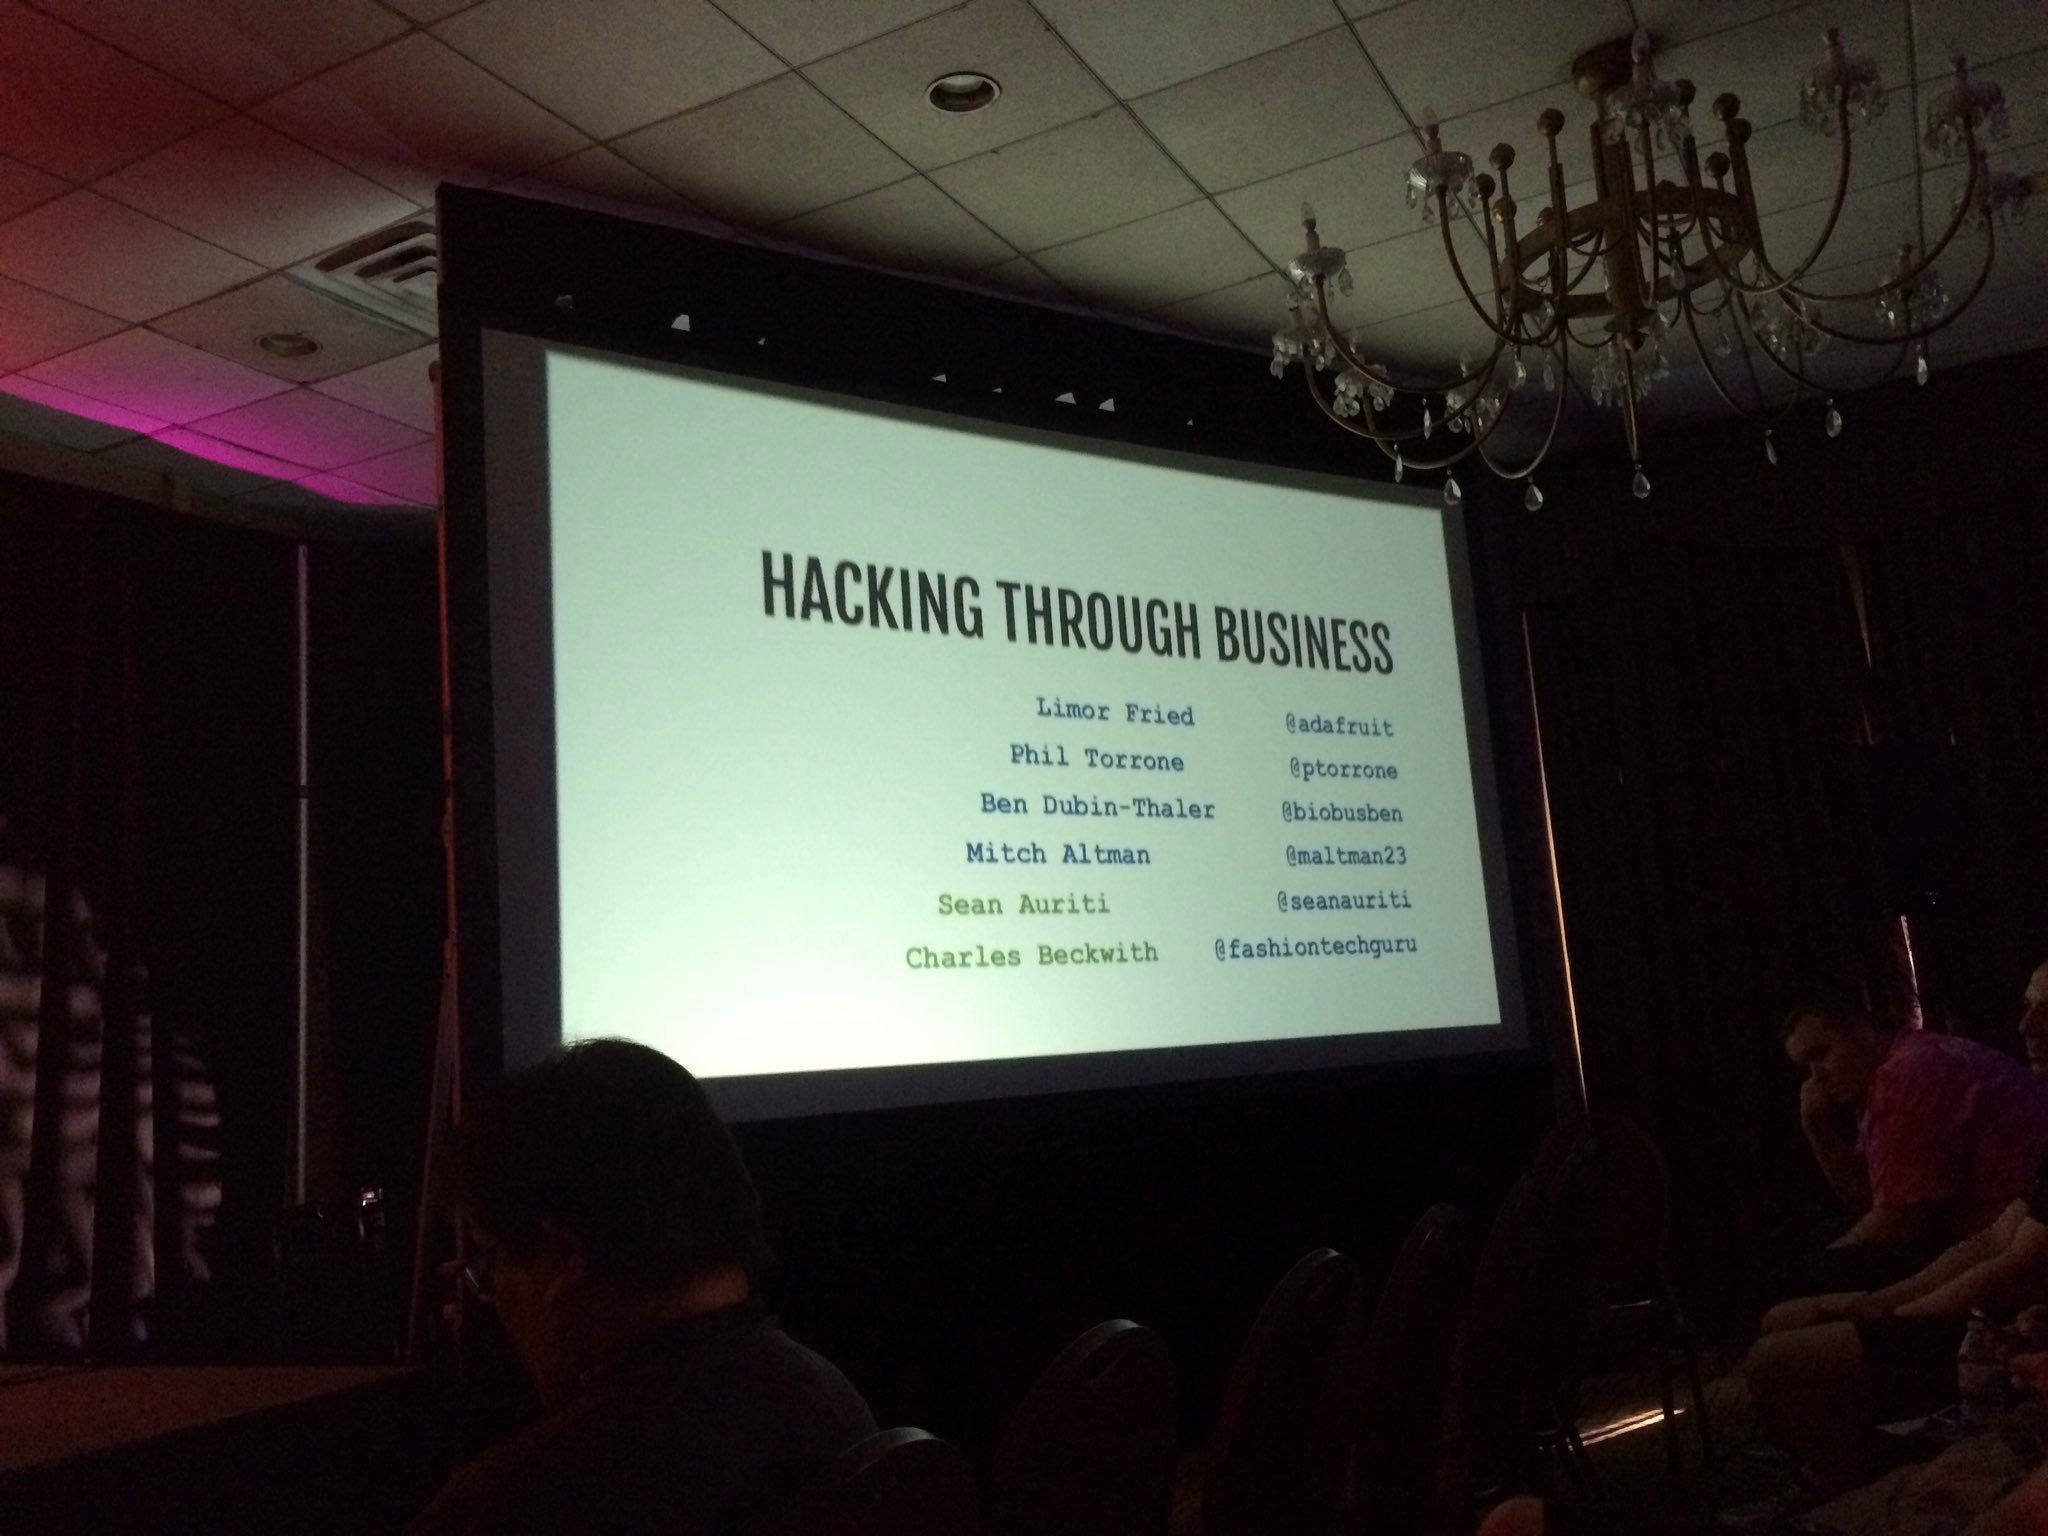 HACKING THROUGH BUSINESS
Limor Fried @adafruit
Phil Torrone @ptorrone
Ben Dubin-Thaler @biobusben
Mitch Altman @maltman23
Sean Auriti @seanauriti
Charles Beckwith @fashiontechguru